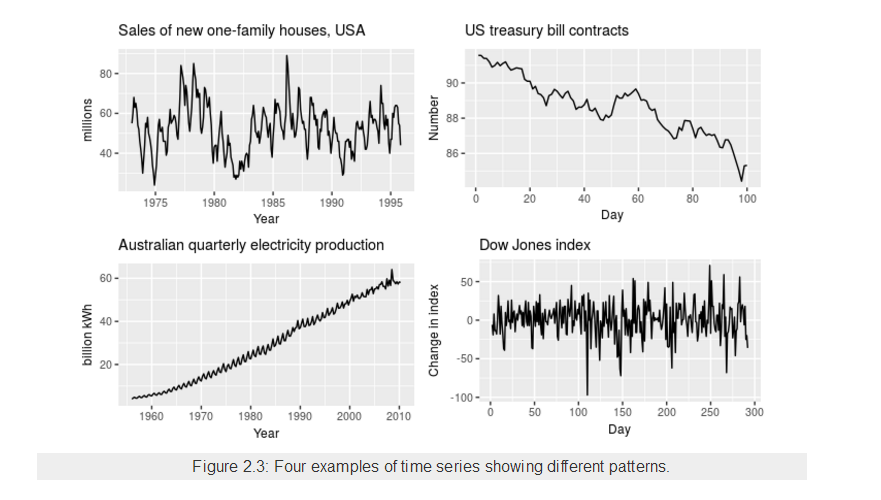 Sales of new one-family houses, USA
millions
80
60
40
1975 1980 1985 1990 1995
Year
US treasury bill contracts
Number
90
88
86
0 20 40 60 80 100
Day
Australian quarterly electricity production
billion kWh
60
40
20
1960 1970 1980 1990 2000 2010
Year
Dow Jones index
Change in index
50
0
-50
-100
0 50 100 150 200 250 300
Day
Figure 2.3: Four examples of time series showing different patterns.